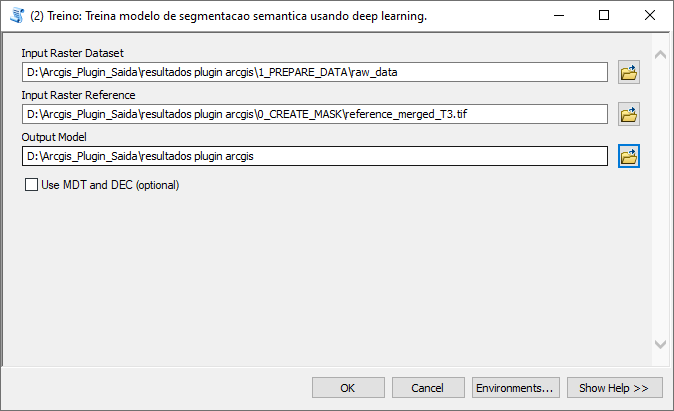 (2) Treino: Treina modelo de segmentacao semantica usando deep learning.
Input Raster Dataset
D:\Arcgis_Plugin_Saida\resultados plugin arcgis\1_PREPARE_DATA\raw_data
Input Raster Reference
D:\Arcgis_Plugin_Saida\resultados plugin arcgis\0_CREATE_MASK\reference_merged_T3.tif
Output Model
D:\Arcgis_Plugin_Saida\resultados plugin arcgis
Use MDT and DEC (optional)
OK Cancel Environments... Show Help >>